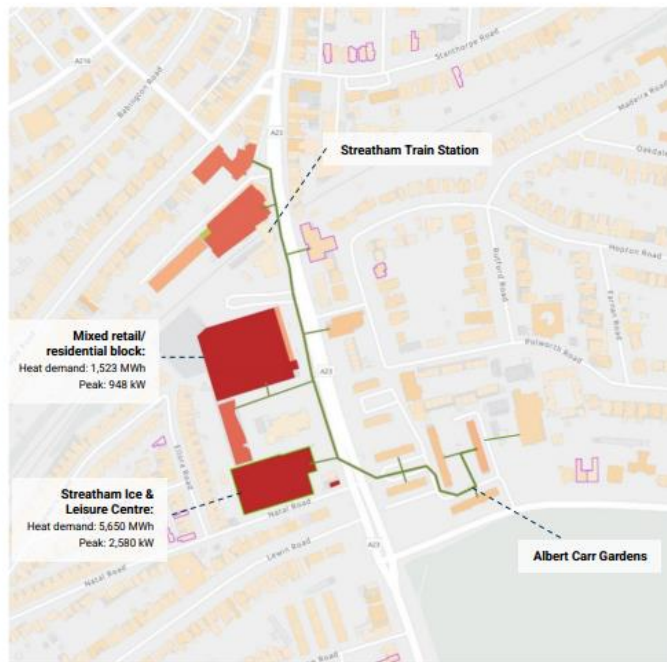 Stanthorpe Road
A216
Babington Road
Madeira Road
A23
Streatham Train Station
Oakdale
Hopton Road
Rutford Road
Farnan Road
Polworth Road
Mixed retail/
residential block:
Heat demand: 1,523 MWh
Peak: 948 kW
A23
Ellora Road
Streatham Ice &
Leisure Centre:
Heat demand: 5,650 MWh
Peak: 2,580 kW
Natal Road
Lewin Road
A23
Albert Carr Gardens
Natal Road